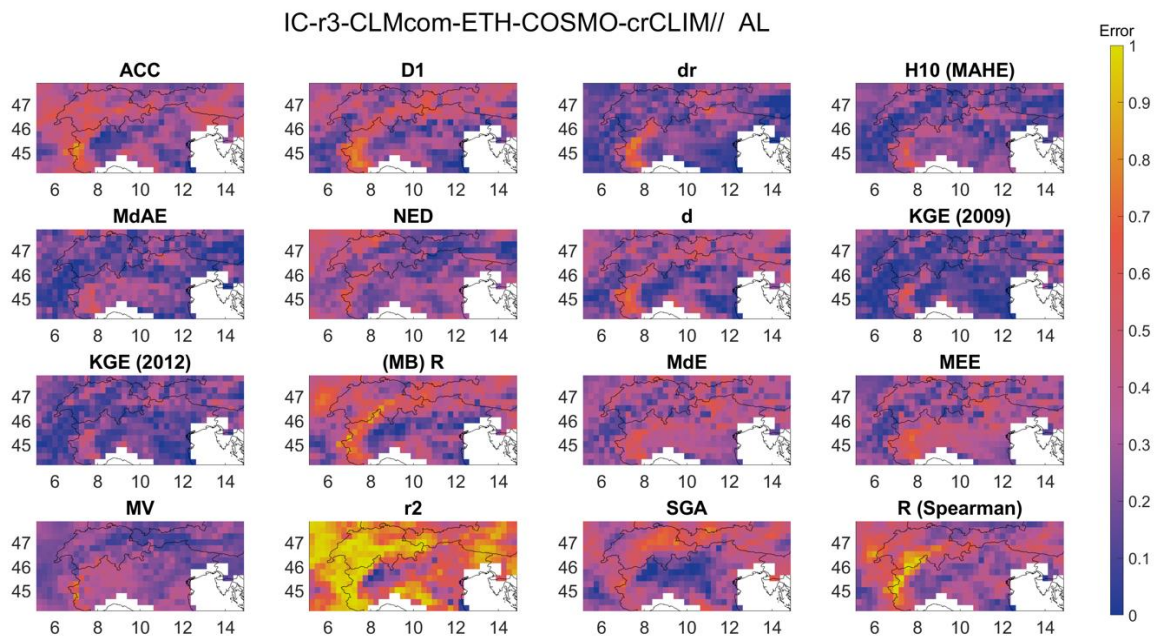 IC-r3-CLMcom-ETH-COSMO-crCLIM// AL
Error
ACC D1 dr H10 (MAHE)
47 47 47 47
46 46 46 46
45 45 45 45
6 8 10 12 14 6 8 10 12 14 6 8 10 12 14 6 8 10 12 14
MdAE NED d KGE (2009)
47 47 47 47
46 46 46 46
45 45 45 45
6 8 10 12 14 6 8 10 12 14 6 8 10 12 14 6 8 10 12 14
KGE (2012) (MB) R MdE MEE
47 47 47 47
46 46 46 46
45 45 45 45
6 8 10 12 14 6 8 10 12 14 6 8 10 12 14 6 8 10 12 14
MV r2 SGA R (Spearman)
47 47 47 47
46 46 46 46
45 45 45 45
6 8 10 12 14 6 8 10 12 14 6 8 10 12 14 6 8 10 12 14
1
0.9
0.8
0.7
0.6
0.5
0.4
0.3
0.2
0.1
0